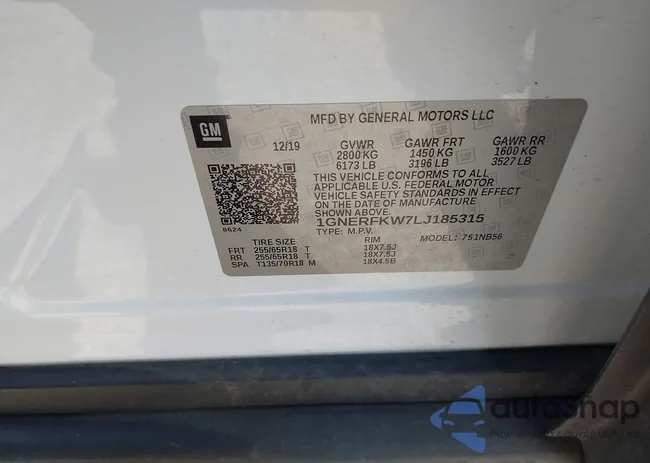 MFD BY GENERAL MOTORS LLC
GM
12/19 GVWR GAWR FRT GAWR RR
2800 KG 1450 KG 1600 KG
6173 LB 3196 LB 3527 LB
THIS VEHICLE CONFORMS TO ALL
APPLICABLE U.S. FEDERAL MOTOR
VEHICLE SAFETY STANDARDS IN EFFECT
ON THE DATE OF MANUFACTURE
SHOWN ABOVE.
8624
1GNERFKW7LJ185315
TYPE: M.P.V. MODEL: 751NB56
TIRE SIZE RIM
FRT 255/65R18 T 18X7.5J
RR 255/65R18 T 18X7.5J
SPA T135/70R18 M 18X4.5B
autoSnap